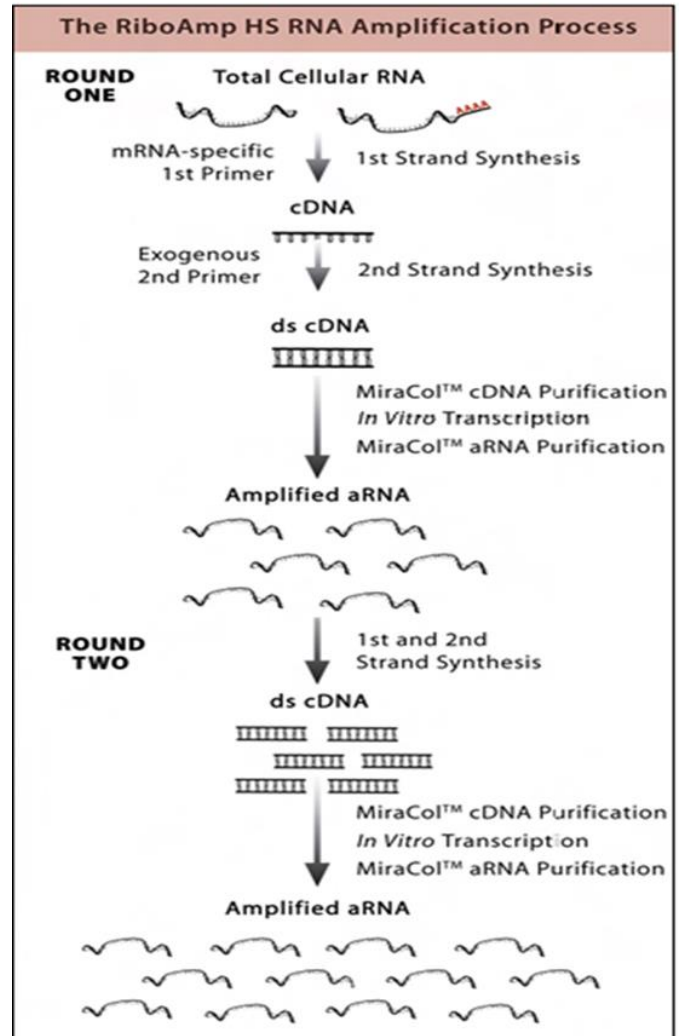 The RiboAmp HS RNA Amplification Process
ROUND
ONE
Total Cellular RNA
AAAA
mRNA-specific
1st Primer
1st Strand Synthesis
cDNA
Exogenous
2nd Primer
2nd Strand Synthesis
ds cDNA
MiraCol™ cDNA Purification
In Vitro Transcription
MiraCol™ aRNA Purification
Amplified aRNA
ROUND
TWO
1st and 2nd
Strand Synthesis
ds cDNA
MiraCol™ cDNA Purification
In Vitro Transcription
MiraCol™ aRNA Purification
Amplified aRNA